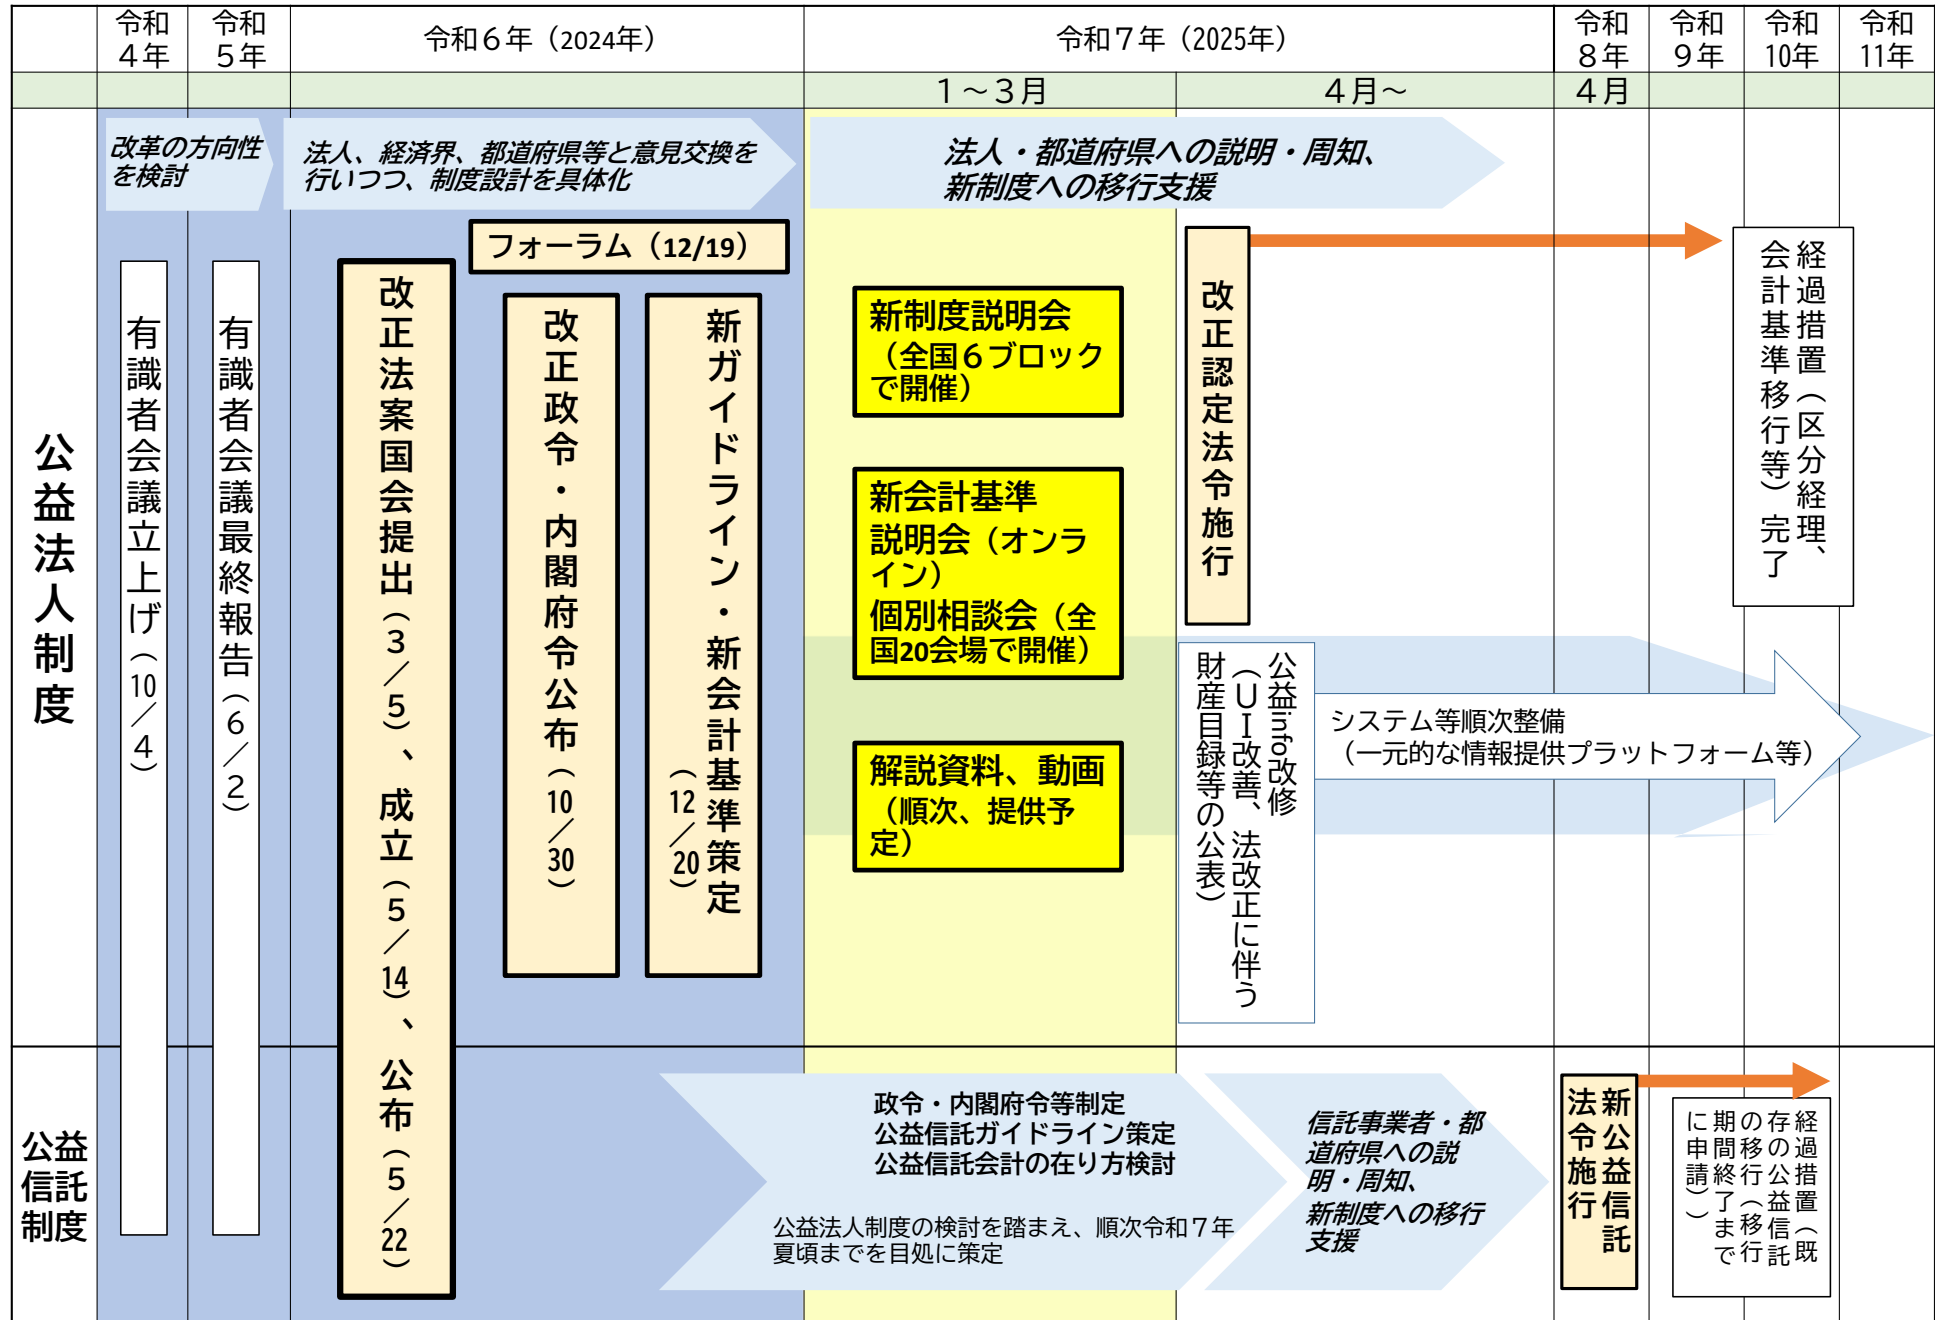 令和
４年
令和
５年
令和６年（2024年）
令和７年（2025年）
令和
８年
令和
９年
令和
10年
令和
11年
１～３月
４月～
４月
公益法人制度
改革の方向性
を検討
法人、経済界、都道府県等と意見交換を
行いつつ、制度設計を具体化
法人・都道府県への説明・周知、
新制度への移行支援
有識者会議立上げ（10／４）
有識者会議最終報告（６／２）
改正法案国会提出（３／５）、成立（５／14）、公布（５／22）
フォーラム（12/19）
改正政令・内閣府令公布（10／30）
新ガイドライン・新会計基準策定
（12／20）
新制度説明会
（全国６ブロック
で開催）
新会計基準
説明会（オンラ
イン）
個別相談会（全
国20会場で開催）
解説資料、動画
（順次、提供予
定）
改正認定法令施行
経過措置（区分経理、
会計基準移行等）完了
公益info改修
（ＵＩ改善、法改正に伴う
財産目録等の公表）
システム等順次整備
（一元的な情報提供プラットフォーム等）
公益
信託
制度
政令・内閣府令等制定
公益信託ガイドライン策定
公益信託会計の在り方検討
公益法人制度の検討を踏まえ、順次令和７年
夏頃までを目処に策定
信託事業者・都
道府県への説
明・周知、
新制度への移行
支援
新公益信託
法令施行
経過措置（既
存の公益信託
の移行（移行
期間終了まで
に申請））